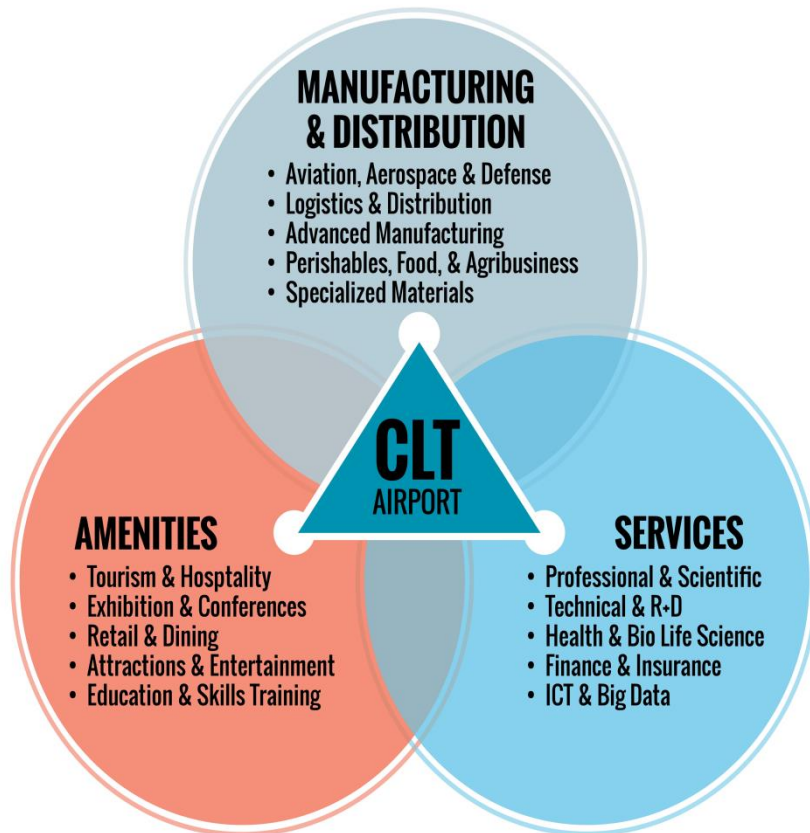 MANUFACTURING
& DISTRIBUTION
• Aviation, Aerospace & Defense
• Logistics & Distribution
• Advanced Manufacturing
• Perishables, Food, & Agribusiness
• Specialized Materials
CLT
AIRPORT
AMENITIES
• Tourism & Hosptality
• Exhibition & Conferences
• Retail & Dining
• Attractions & Entertainment
• Education & Skills Training
SERVICES
• Professional & Scientific
• Technical & R+D
• Health & Bio Life Science
• Finance & Insurance
• ICT & Big Data